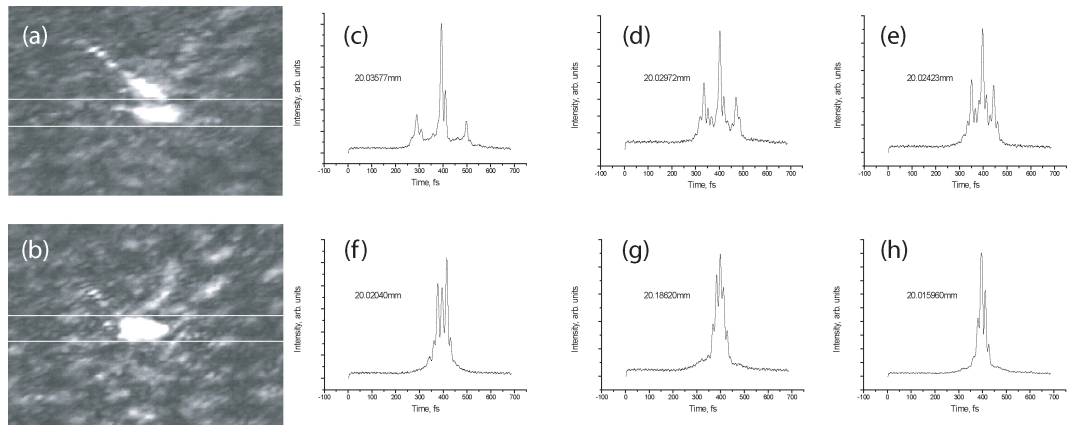 (a)
(c)
20.03577mm
Intensity, arb. units
-100 0 100 200 300 400 500 600 700
Time, fs
(d)
20.02972mm
Intensity, arb. units
-100 0 100 200 300 400 500 600 700
Time, fs
(e)
20.02423mm
Intensity, arb. units
-100 0 100 200 300 400 500 600 700
Time, fs
(b)
(f)
20.02040mm
Intensity, arb. units
-100 0 100 200 300 400 500 600 700
Time, fs
(g)
20.18620mm
Intensity, arb. units
-100 0 100 200 300 400 500 600 700
Time, fs
(h)
20.015960mm
Intensity, arb. units
-100 0 100 200 300 400 500 600 700
Time, fs